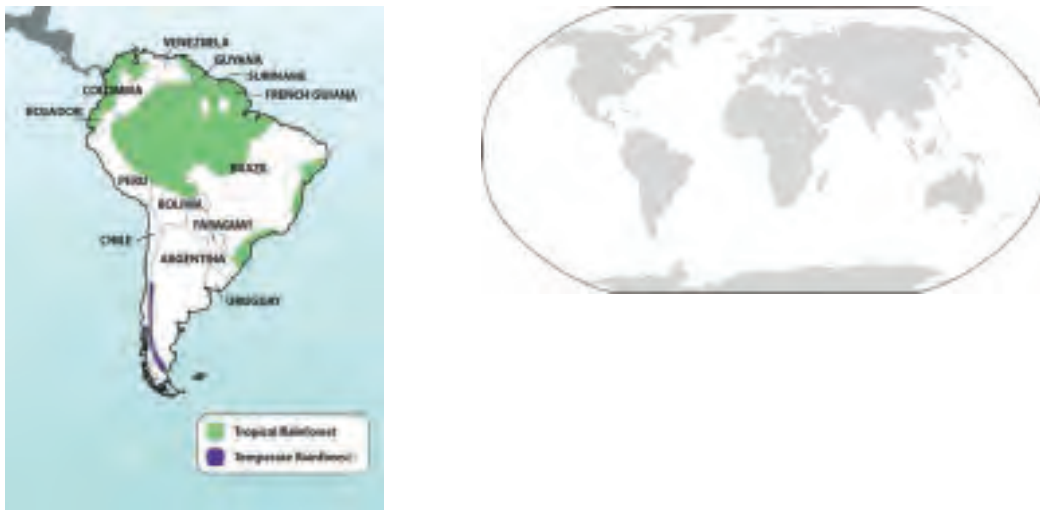 VENEZUELA
GUYANA
SURINAME
FRENCH GUIANA
COLOMBIA
ECUADOR
BRAZIL
PERU
BOLIVIA
PARAGUAY
CHILE
ARGENTINA
URUGUAY
Tropical Rainforest
Temperate Rainforest